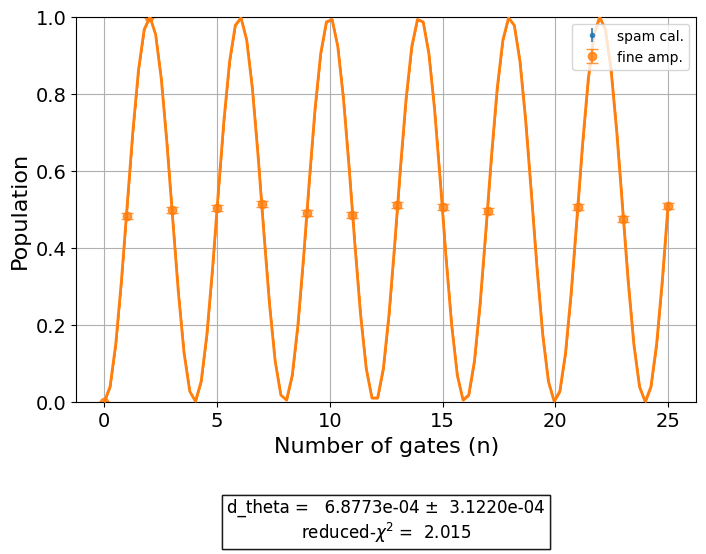 1.0
0.8
0.6
0.4
0.2
0.0
Population
spam cal.
fine amp.
0 5 10 15 20 25
Number of gates (n)
d_theta = 6.8773e-04 ± 3.1220e-04
reduced-χ² = 2.015